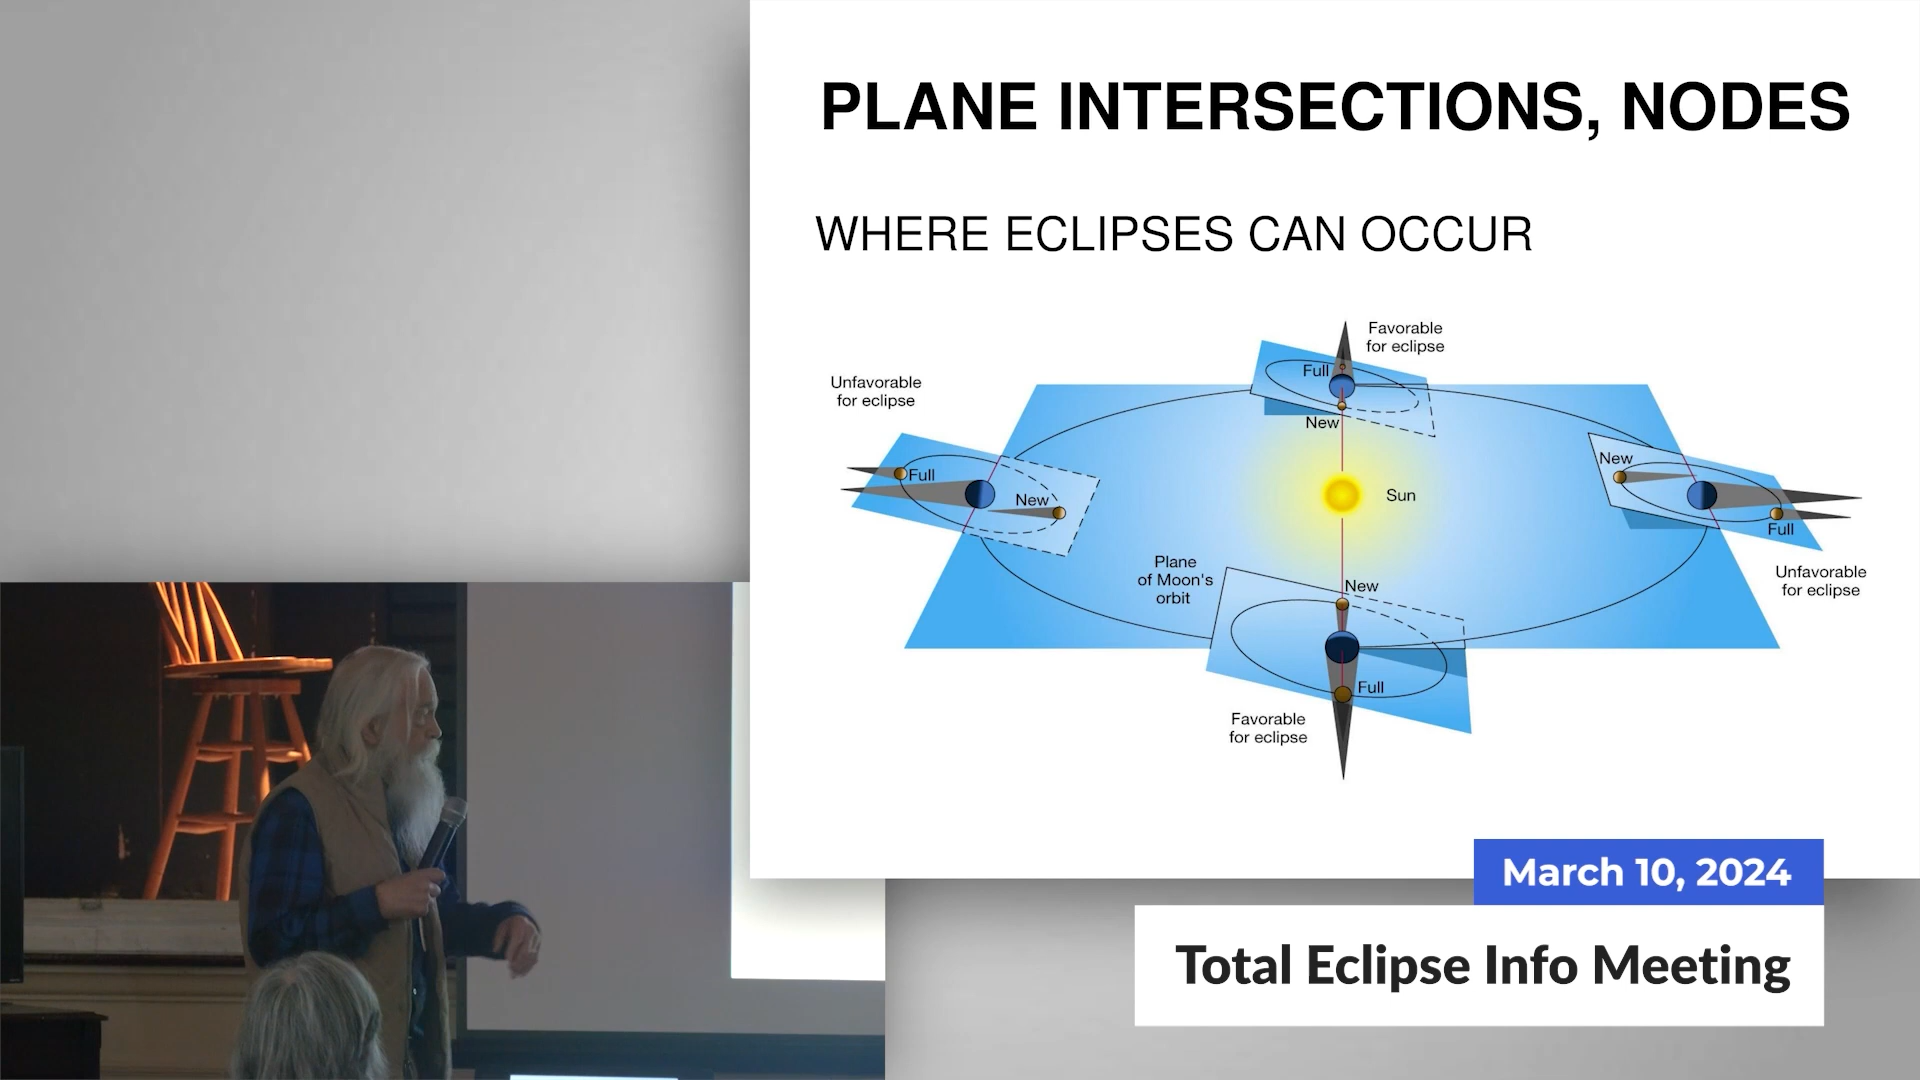 PLANE INTERSECTIONS, NODES
WHERE ECLIPSES CAN OCCUR
Favorable
for eclipse
Unfavorable
for eclipse
Full
New
Full
New
Sun
New
Full
Unfavorable
for eclipse
Plane
of Moon's
orbit
New
Full
Favorable
for eclipse
March 10, 2024
Total Eclipse Info Meeting